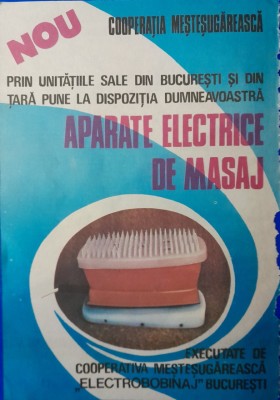 NOU
COOPERAȚIA MEȘTEȘUGĂREASCĂ
PRIN UNITĂȚIILE SALE DIN BUCUREȘTI ȘI DIN
ȚARĂ PUNE LA DISPOZIȚIA DUMNEAVOASTRĂ
APARATE ELECTRICE
DE MASAJ
EXECUTATE DE
COOPERATIVA MEȘTEȘUGĂREASCĂ
„ELECTROBOBINAJ" BUCUREȘTI